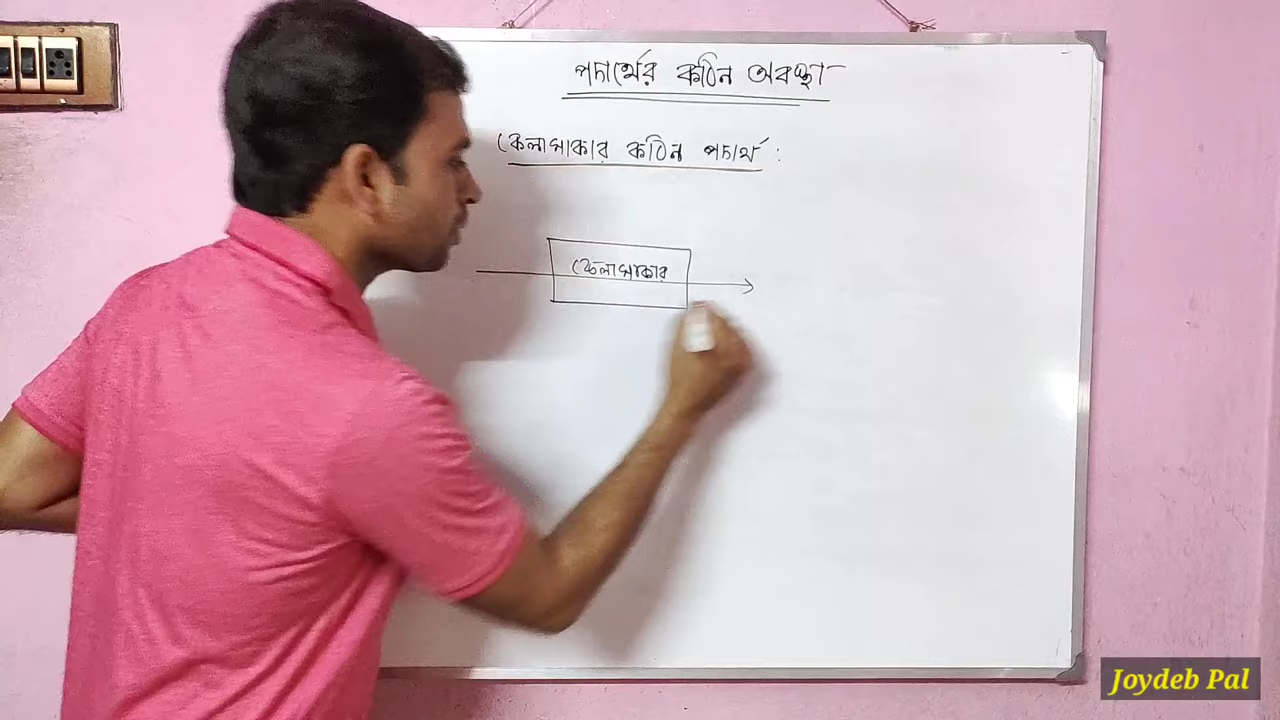 পদার্থের কঠিন অবস্থা
কেলাসাকার কঠিন পদার্থ :
কেলাসাকার
Joydeb Pal